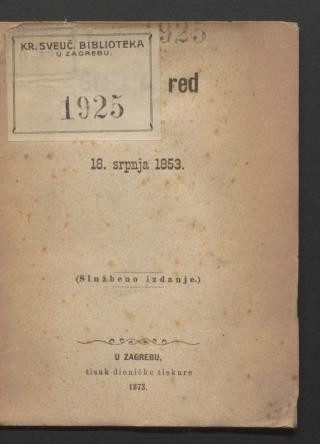 1925
KR. SVEUČ. BIBLIOTEKA
U ZAGREBU.
1925
red
18. srpnja 1853.
(Službeno izdanje.)
U ZAGREBU,
tisak dioničke tiskare
1873.